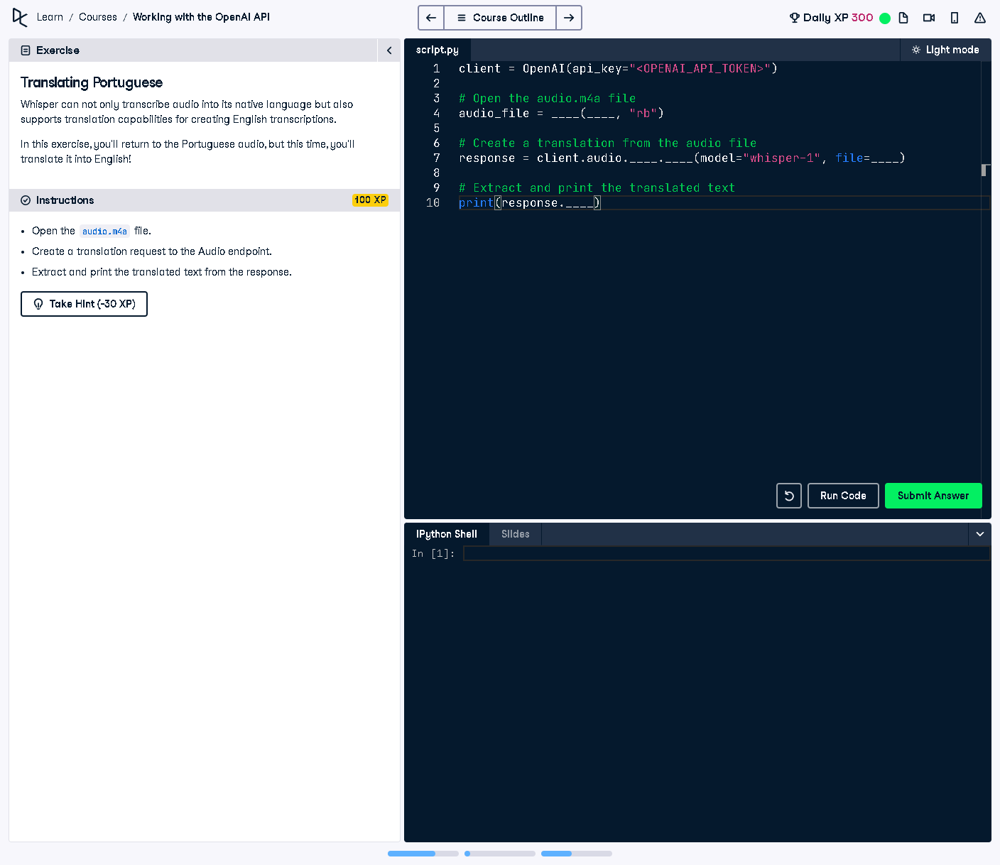 Learn / Courses / Working with the OpenAI API
Course Outline
Daily XP 300
Exercise
Translating Portuguese
Whisper can not only transcribe audio into its native language but also
supports translation capabilities for creating English transcriptions.
In this exercise, you'll return to the Portuguese audio, but this time, you'll
translate it into English!
Instructions
100 XP
• Open the audio.m4a file.
• Create a translation request to the Audio endpoint.
• Extract and print the translated text from the response.
Take Hint (-30 XP)
script.py
Light mode
1 client = OpenAI(api_key="<OPENAI_API_TOKEN>")
2
3 # Open the audio.m4a file
4 audio_file = ____(____, "rb")
5
6 # Create a translation from the audio file
7 response = client.audio.____.____(model="whisper-1", file=____)
8
9 # Extract and print the translated text
10 print(response.____)
Run Code
Submit Answer
IPython Shell
Slides
In [1]: